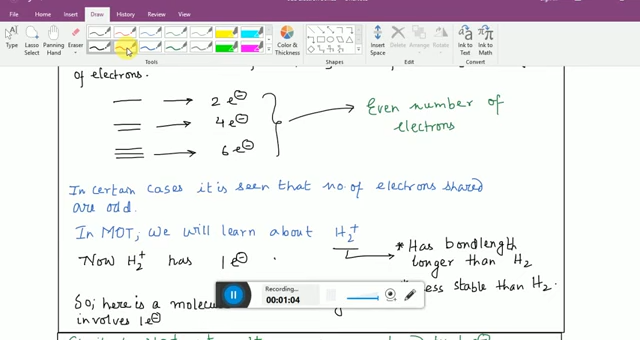 File Home Insert Draw History Review View
Type
Lasso Select
Panning Hand
Eraser
Color & Thickness
Insert Space
Delete
Arrange
Rotate
Ink to Text
Ink to Math
Tools
Shapes
Edit
Convert
of electrons.
2 e⊖
4 e⊖
6 e⊖
Even number of
electrons
In certain cases it is seen that no. of electrons shared
are odd.
In MOT, we will learn about H₂⁺
Now H₂⁺ has 1 e⊖
* Has bondlength
longer than H₂
less stable than H₂.
So, here is a
involves 1e⊖
Recording...
00:01:04